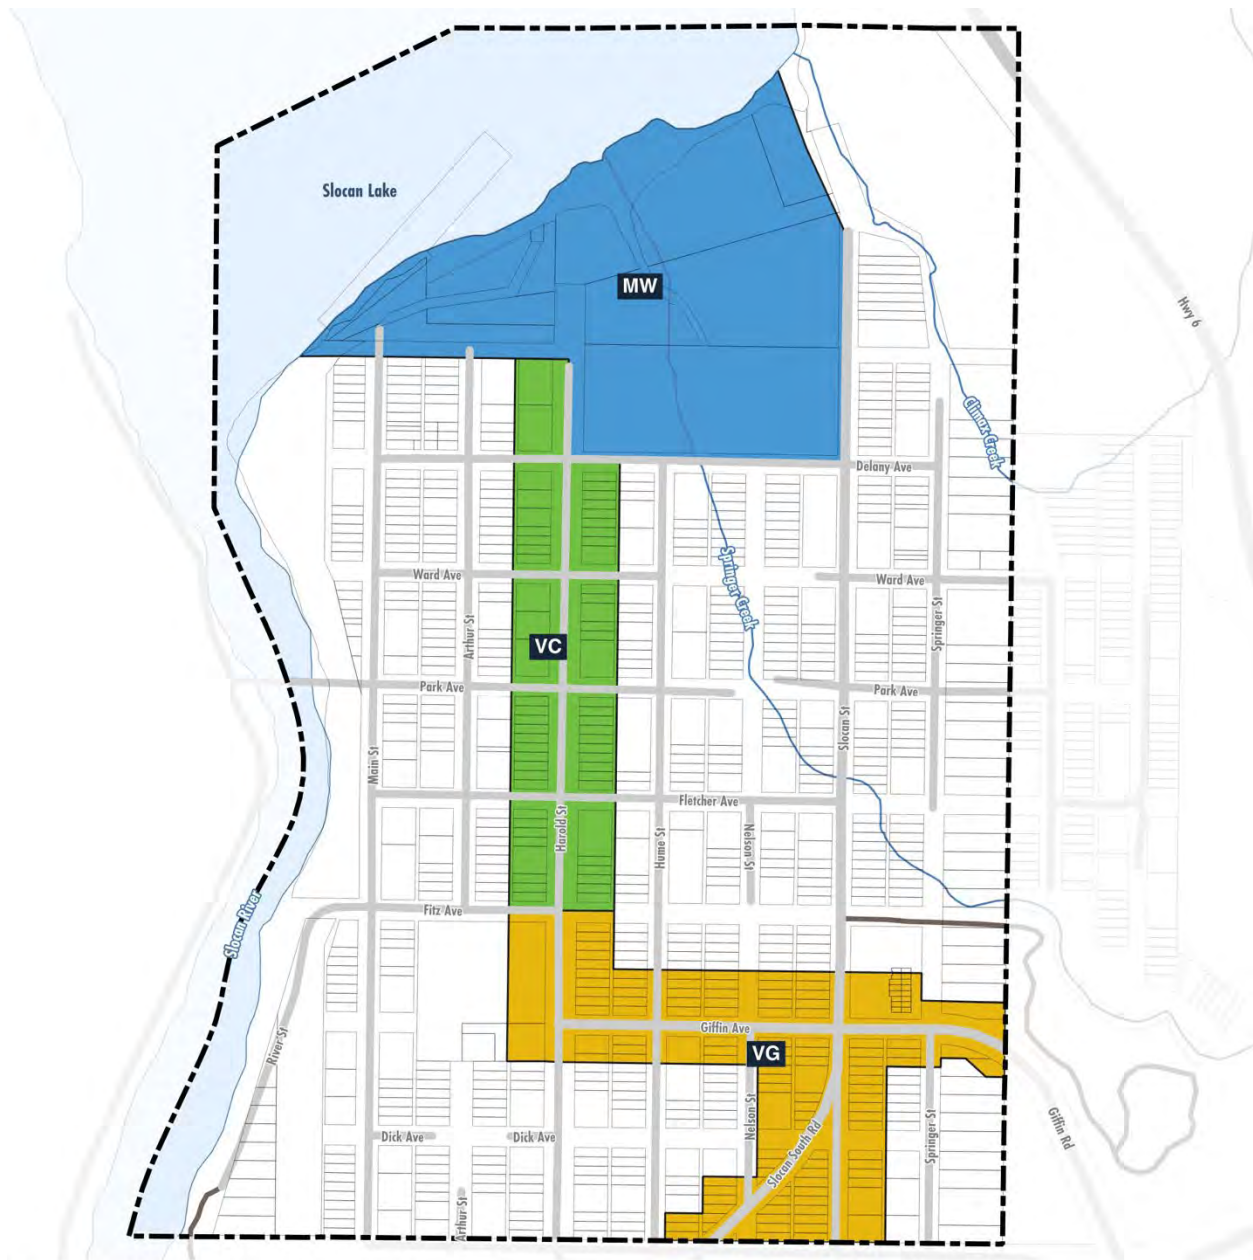 Slocan Lake
MW
Hwy 6
Climax Creek
Delany Ave
Springer Creek
Ward Ave
Ward Ave
Arthur St
Springer St
VC
Park Ave
Park Ave
Slocan St
Main St
Fletcher Ave
Harold St
Hume St
Nelson St
Fitz Ave
Slocan River
Giffin Ave
River St
VG
Nelson St
Slocan South Rd
Springer St
Giffin Rd
Dick Ave
Dick Ave
Arthur St